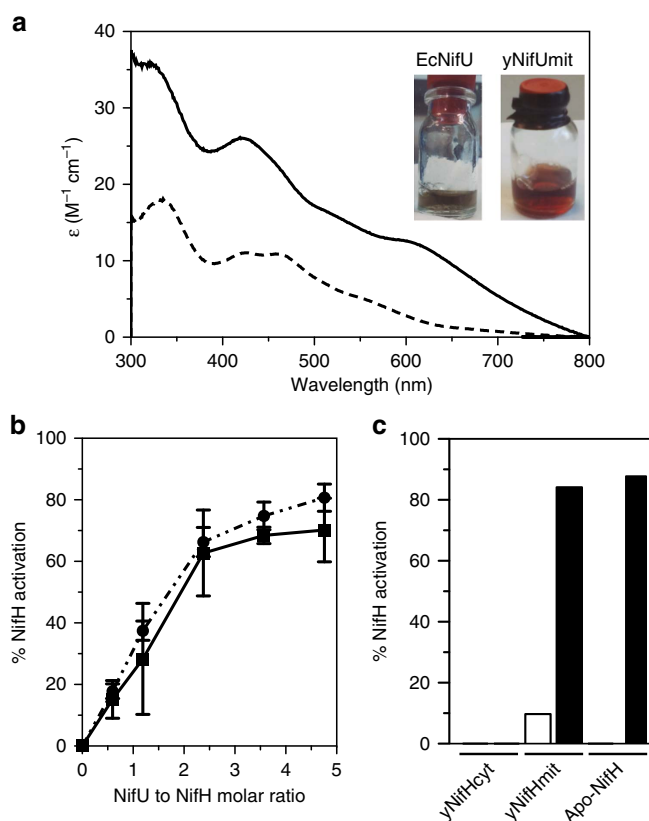 a
40
30
20
10
0
ε (M⁻¹ cm⁻¹)
EcNifU yNifUmit
300 400 500 600 700 800
Wavelength (nm)
b
100
80
60
40
20
0
% NifH activation
0 1 2 3 4 5
NifU to NifH molar ratio
c
100
80
60
40
20
0
% NifH activation
yNifHcyt
yNifHmit
Apo-NifH